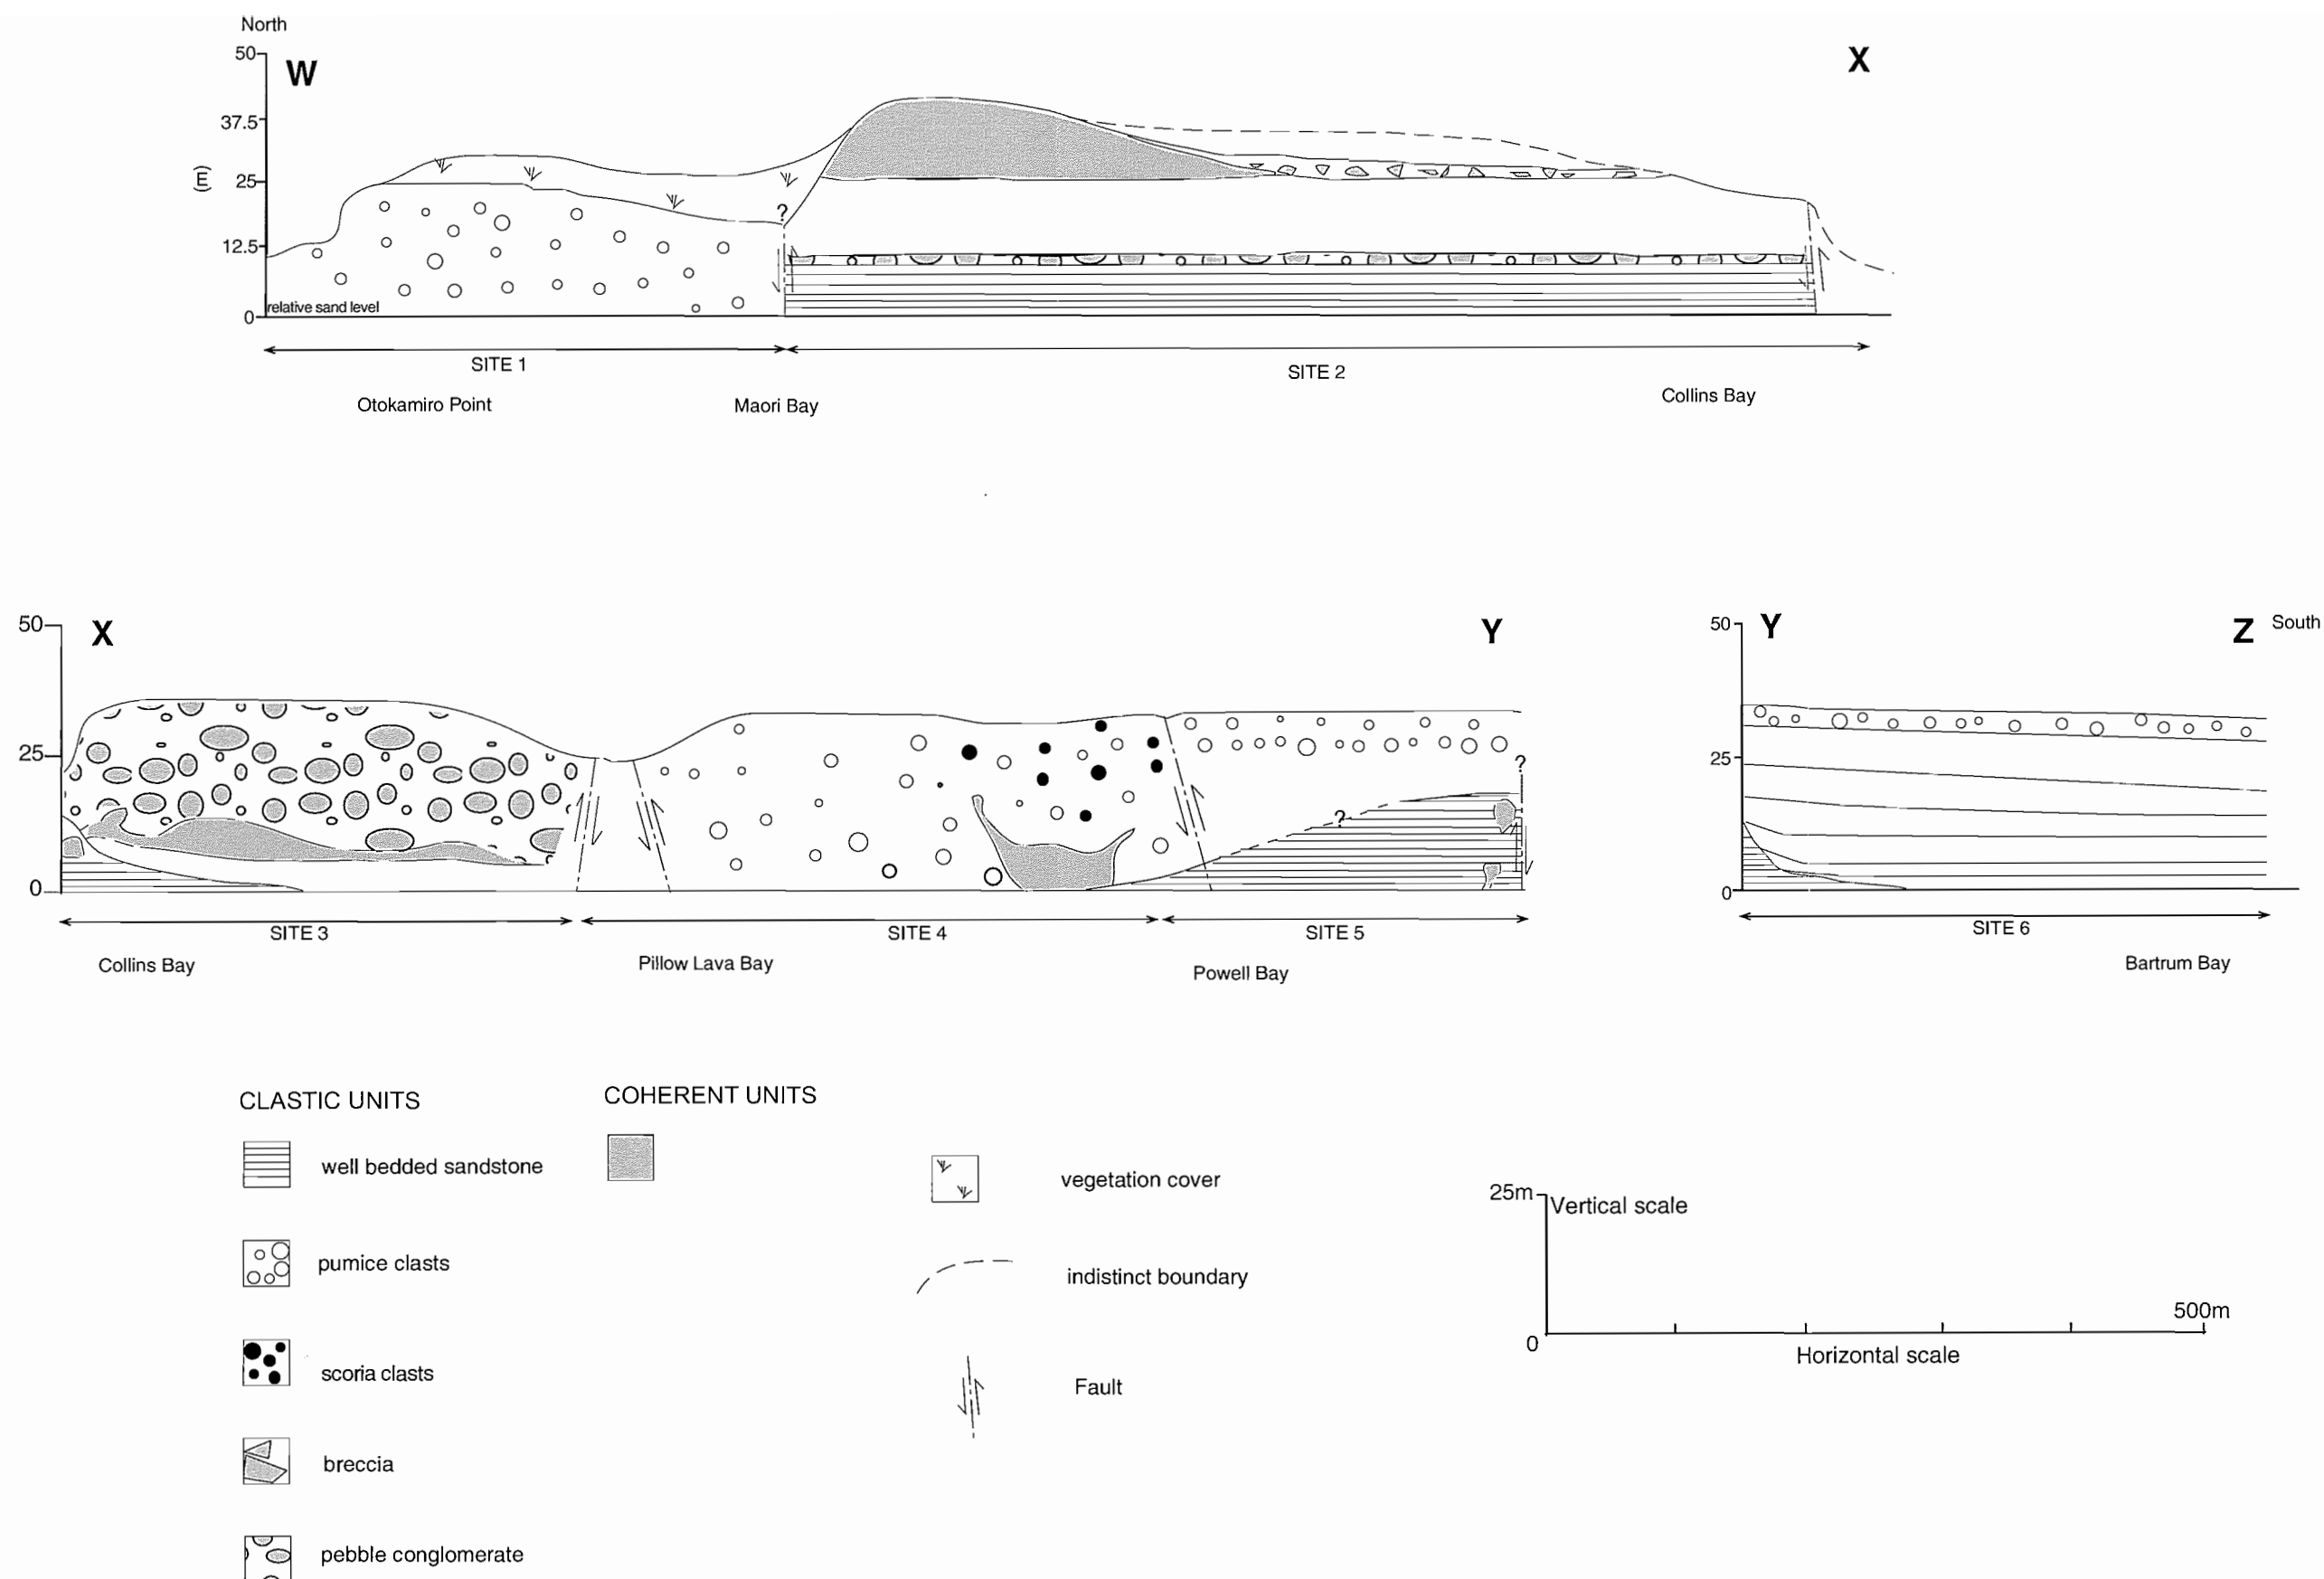 North
50
W
X
37.5
(m)
25
?
12.5
relative sand level
0
SITE 1
SITE 2
Otokamiro Point
Maori Bay
Collins Bay
50
X
Y
50
Y
Z
South
25
25
?
?
0
0
SITE 3
SITE 4
SITE 5
SITE 6
Collins Bay
Pillow Lava Bay
Powell Bay
Bartrum Bay
CLASTIC UNITS
COHERENT UNITS
well bedded sandstone
vegetation cover
25m
Vertical scale
pumice clasts
indistinct boundary
500m
0
Horizontal scale
scoria clasts
Fault
breccia
pebble conglomerate